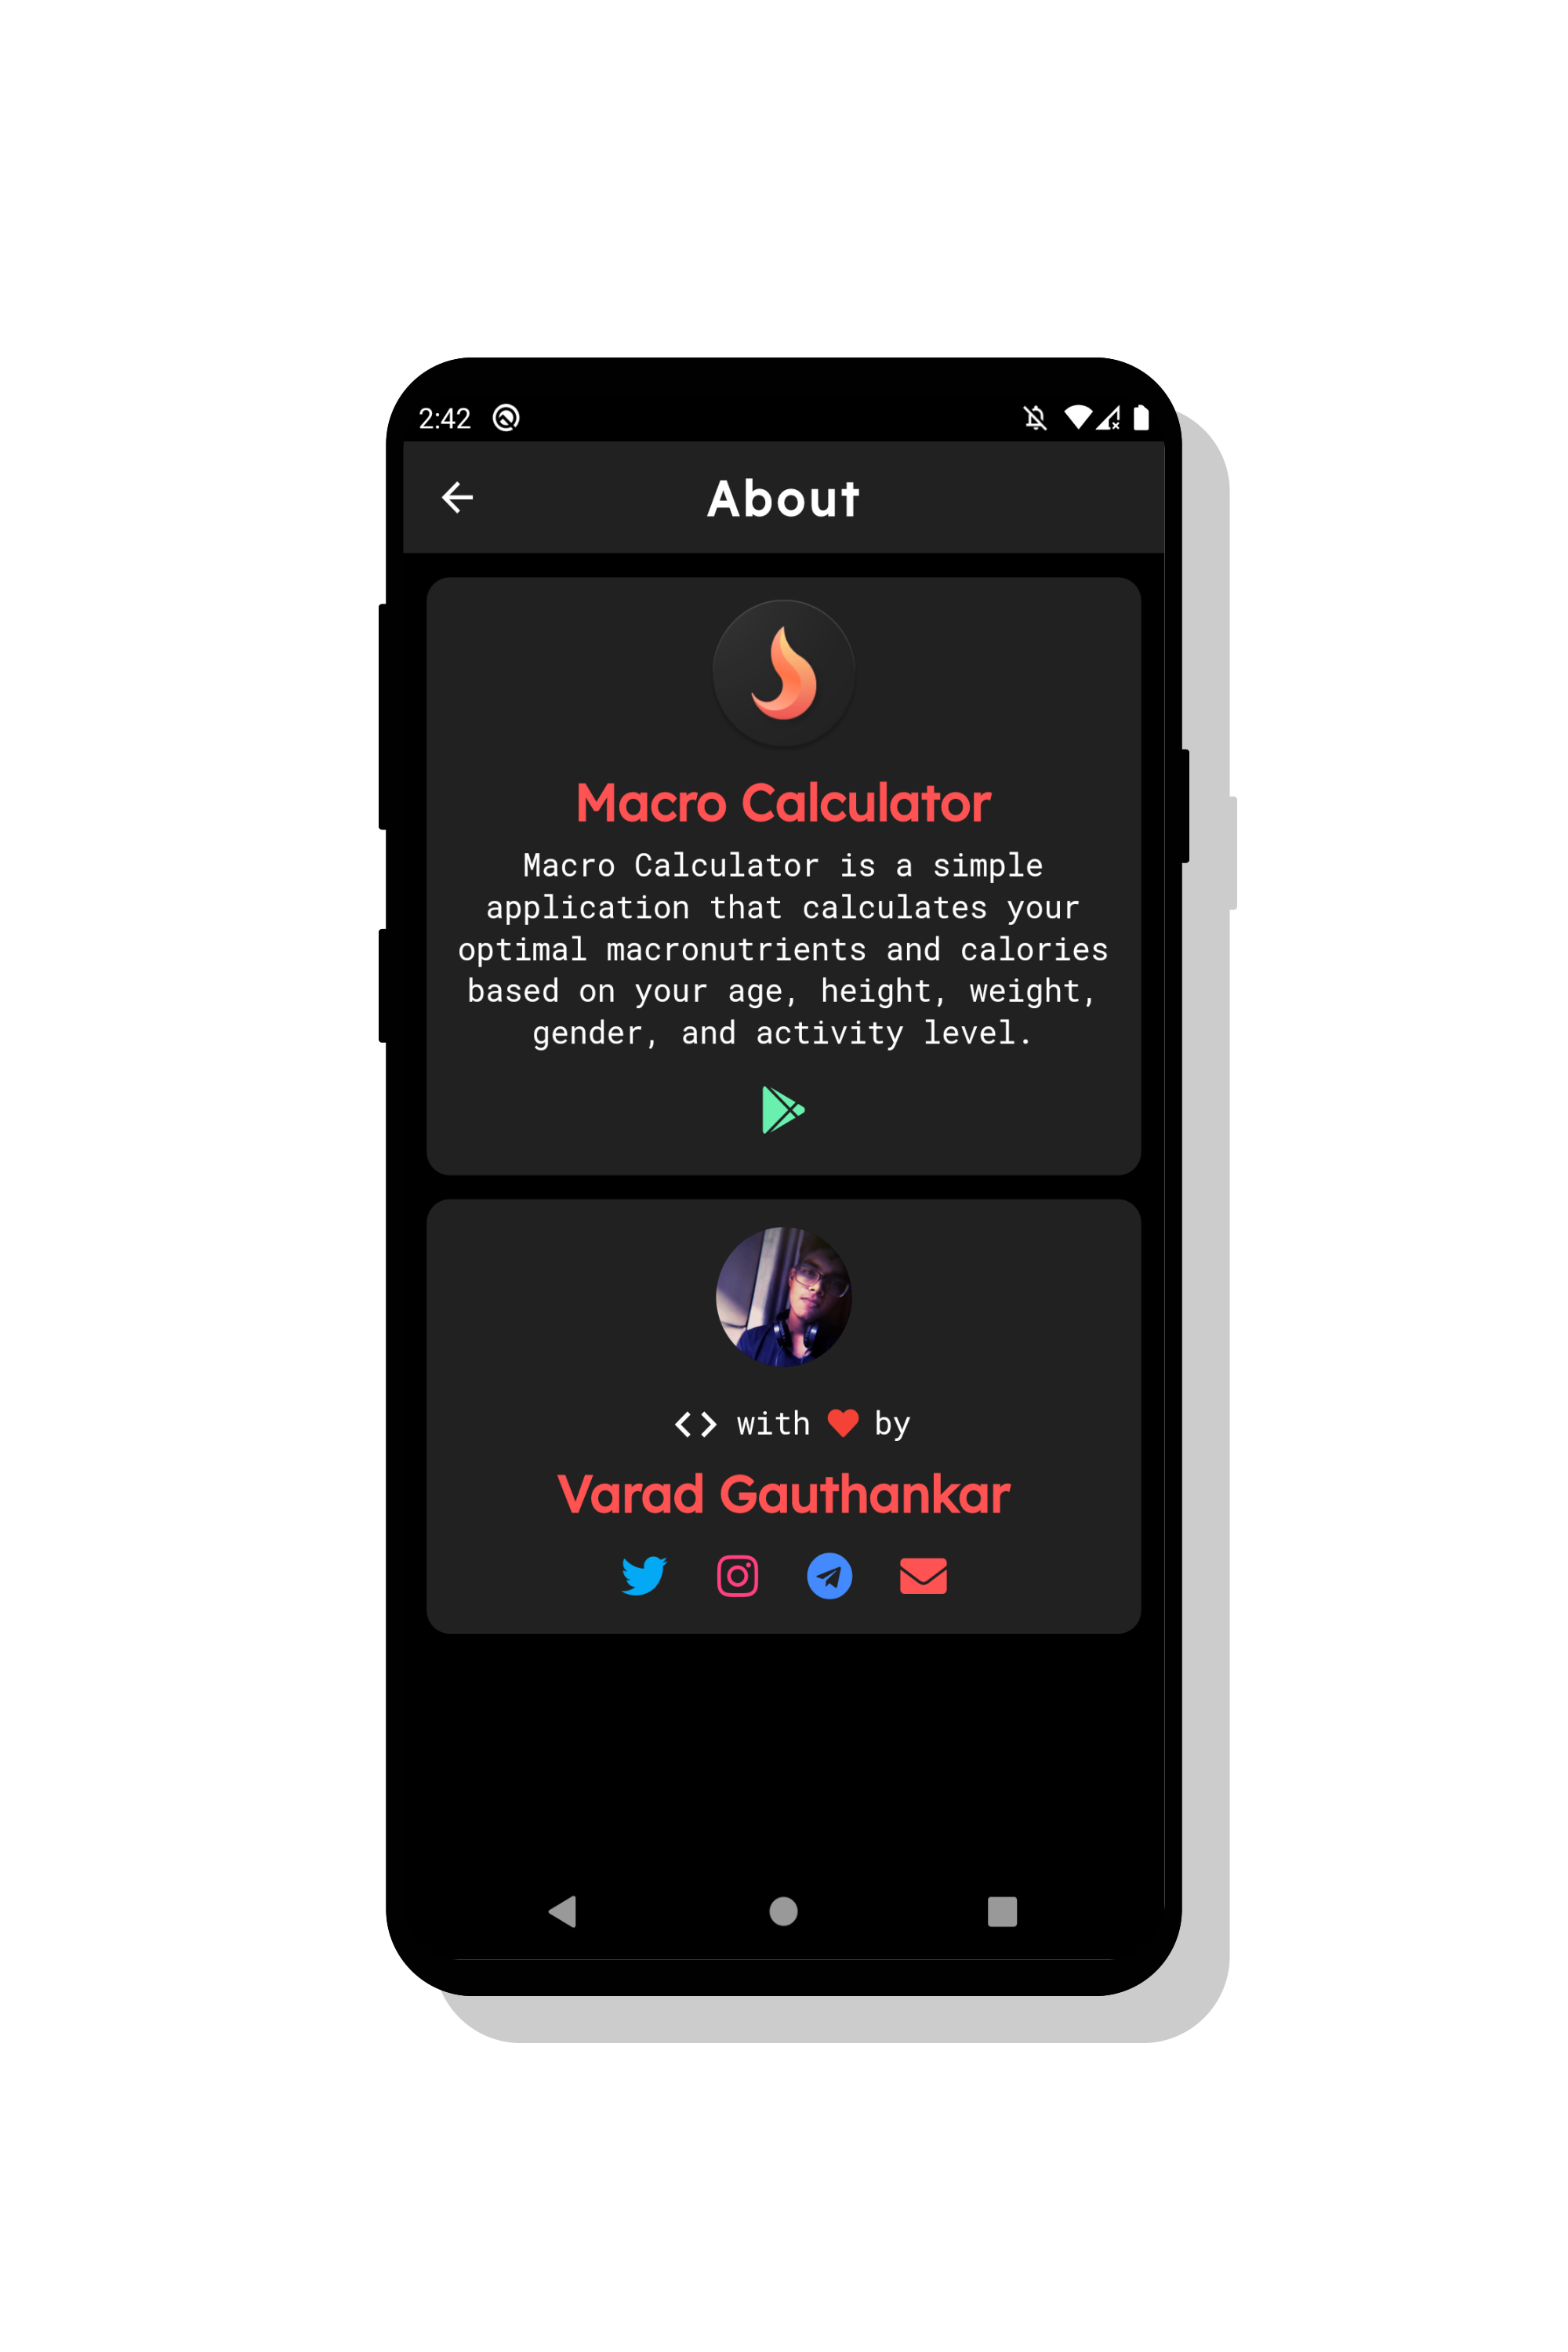 2:42
About
Macro Calculator
Macro Calculator is a simple
application that calculates your
optimal macronutrients and calories
based on your age, height, weight,
gender, and activity level.
<> with ❤ by
Varad Gauthankar